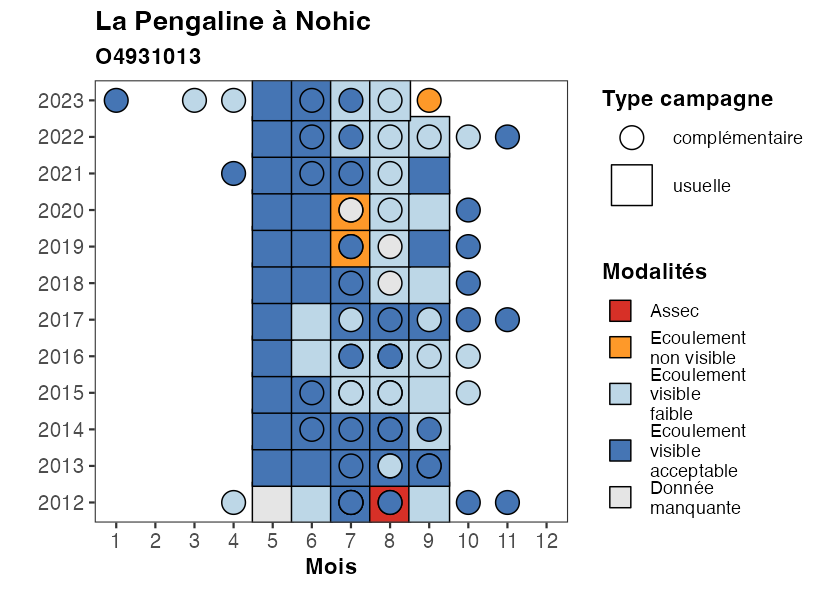 La Pengaline à Nohic
O4931013
2023
2022
2021
2020
2019
2018
2017
2016
2015
2014
2013
2012
1 2 3 4 5 6 7 8 9 10 11 12
Mois
Type campagne
complémentaire
usuelle
Modalités
Assec
Ecoulement
non visible
Ecoulement
visible
faible
Ecoulement
visible
acceptable
Donnée
manquante